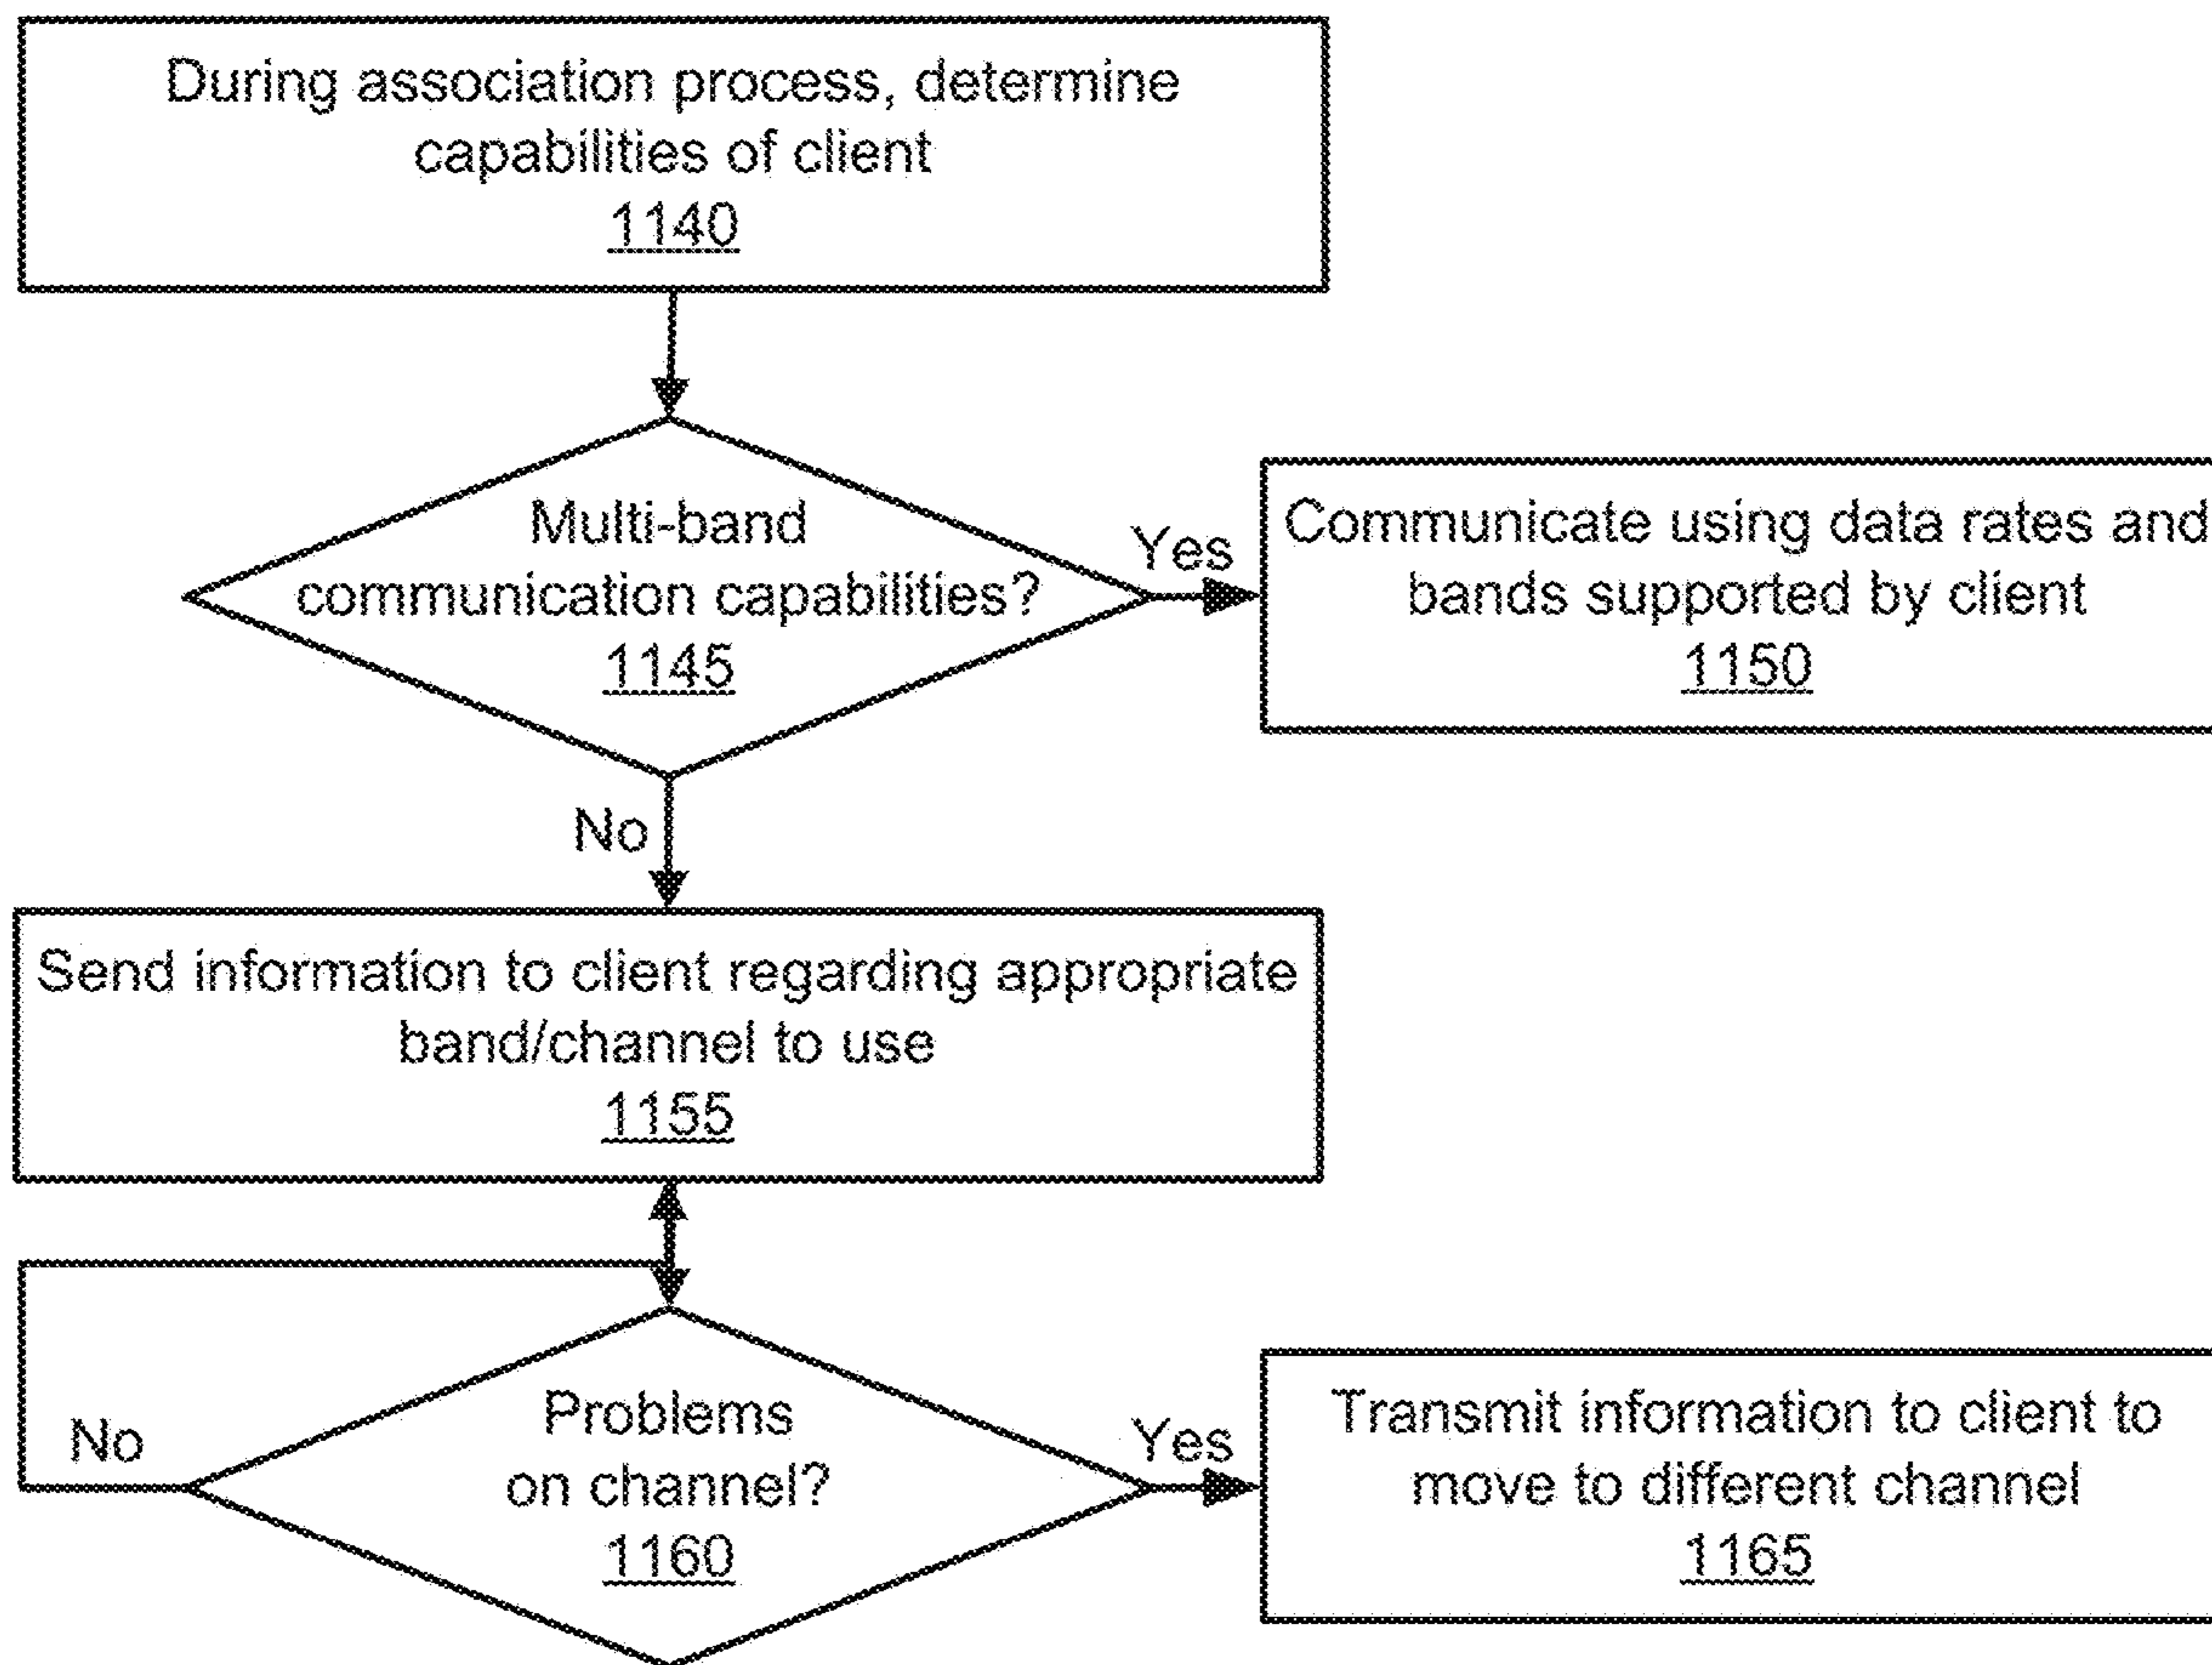 During association process, determine
capabilities of client
1140
Multi-band
communication capabilities?
1145
Yes
Communicate using data rates and
bands supported by client
1150
No
Send information to client regarding appropriate
band/channel to use
1155
No
Problems
on channel?
1160
Yes
Transmit information to client to
move to different channel
1165